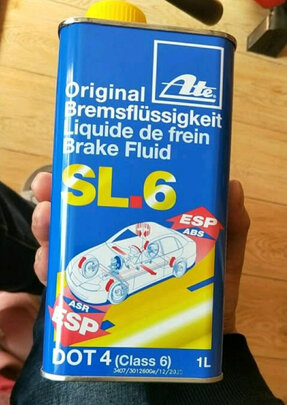 Ate
Original
Bremsflüssigkeit
Liquide de frein
Brake Fluid
SL.6
ESP
ABS
ASR
ESP
DOT 4 (Class 6)
1L